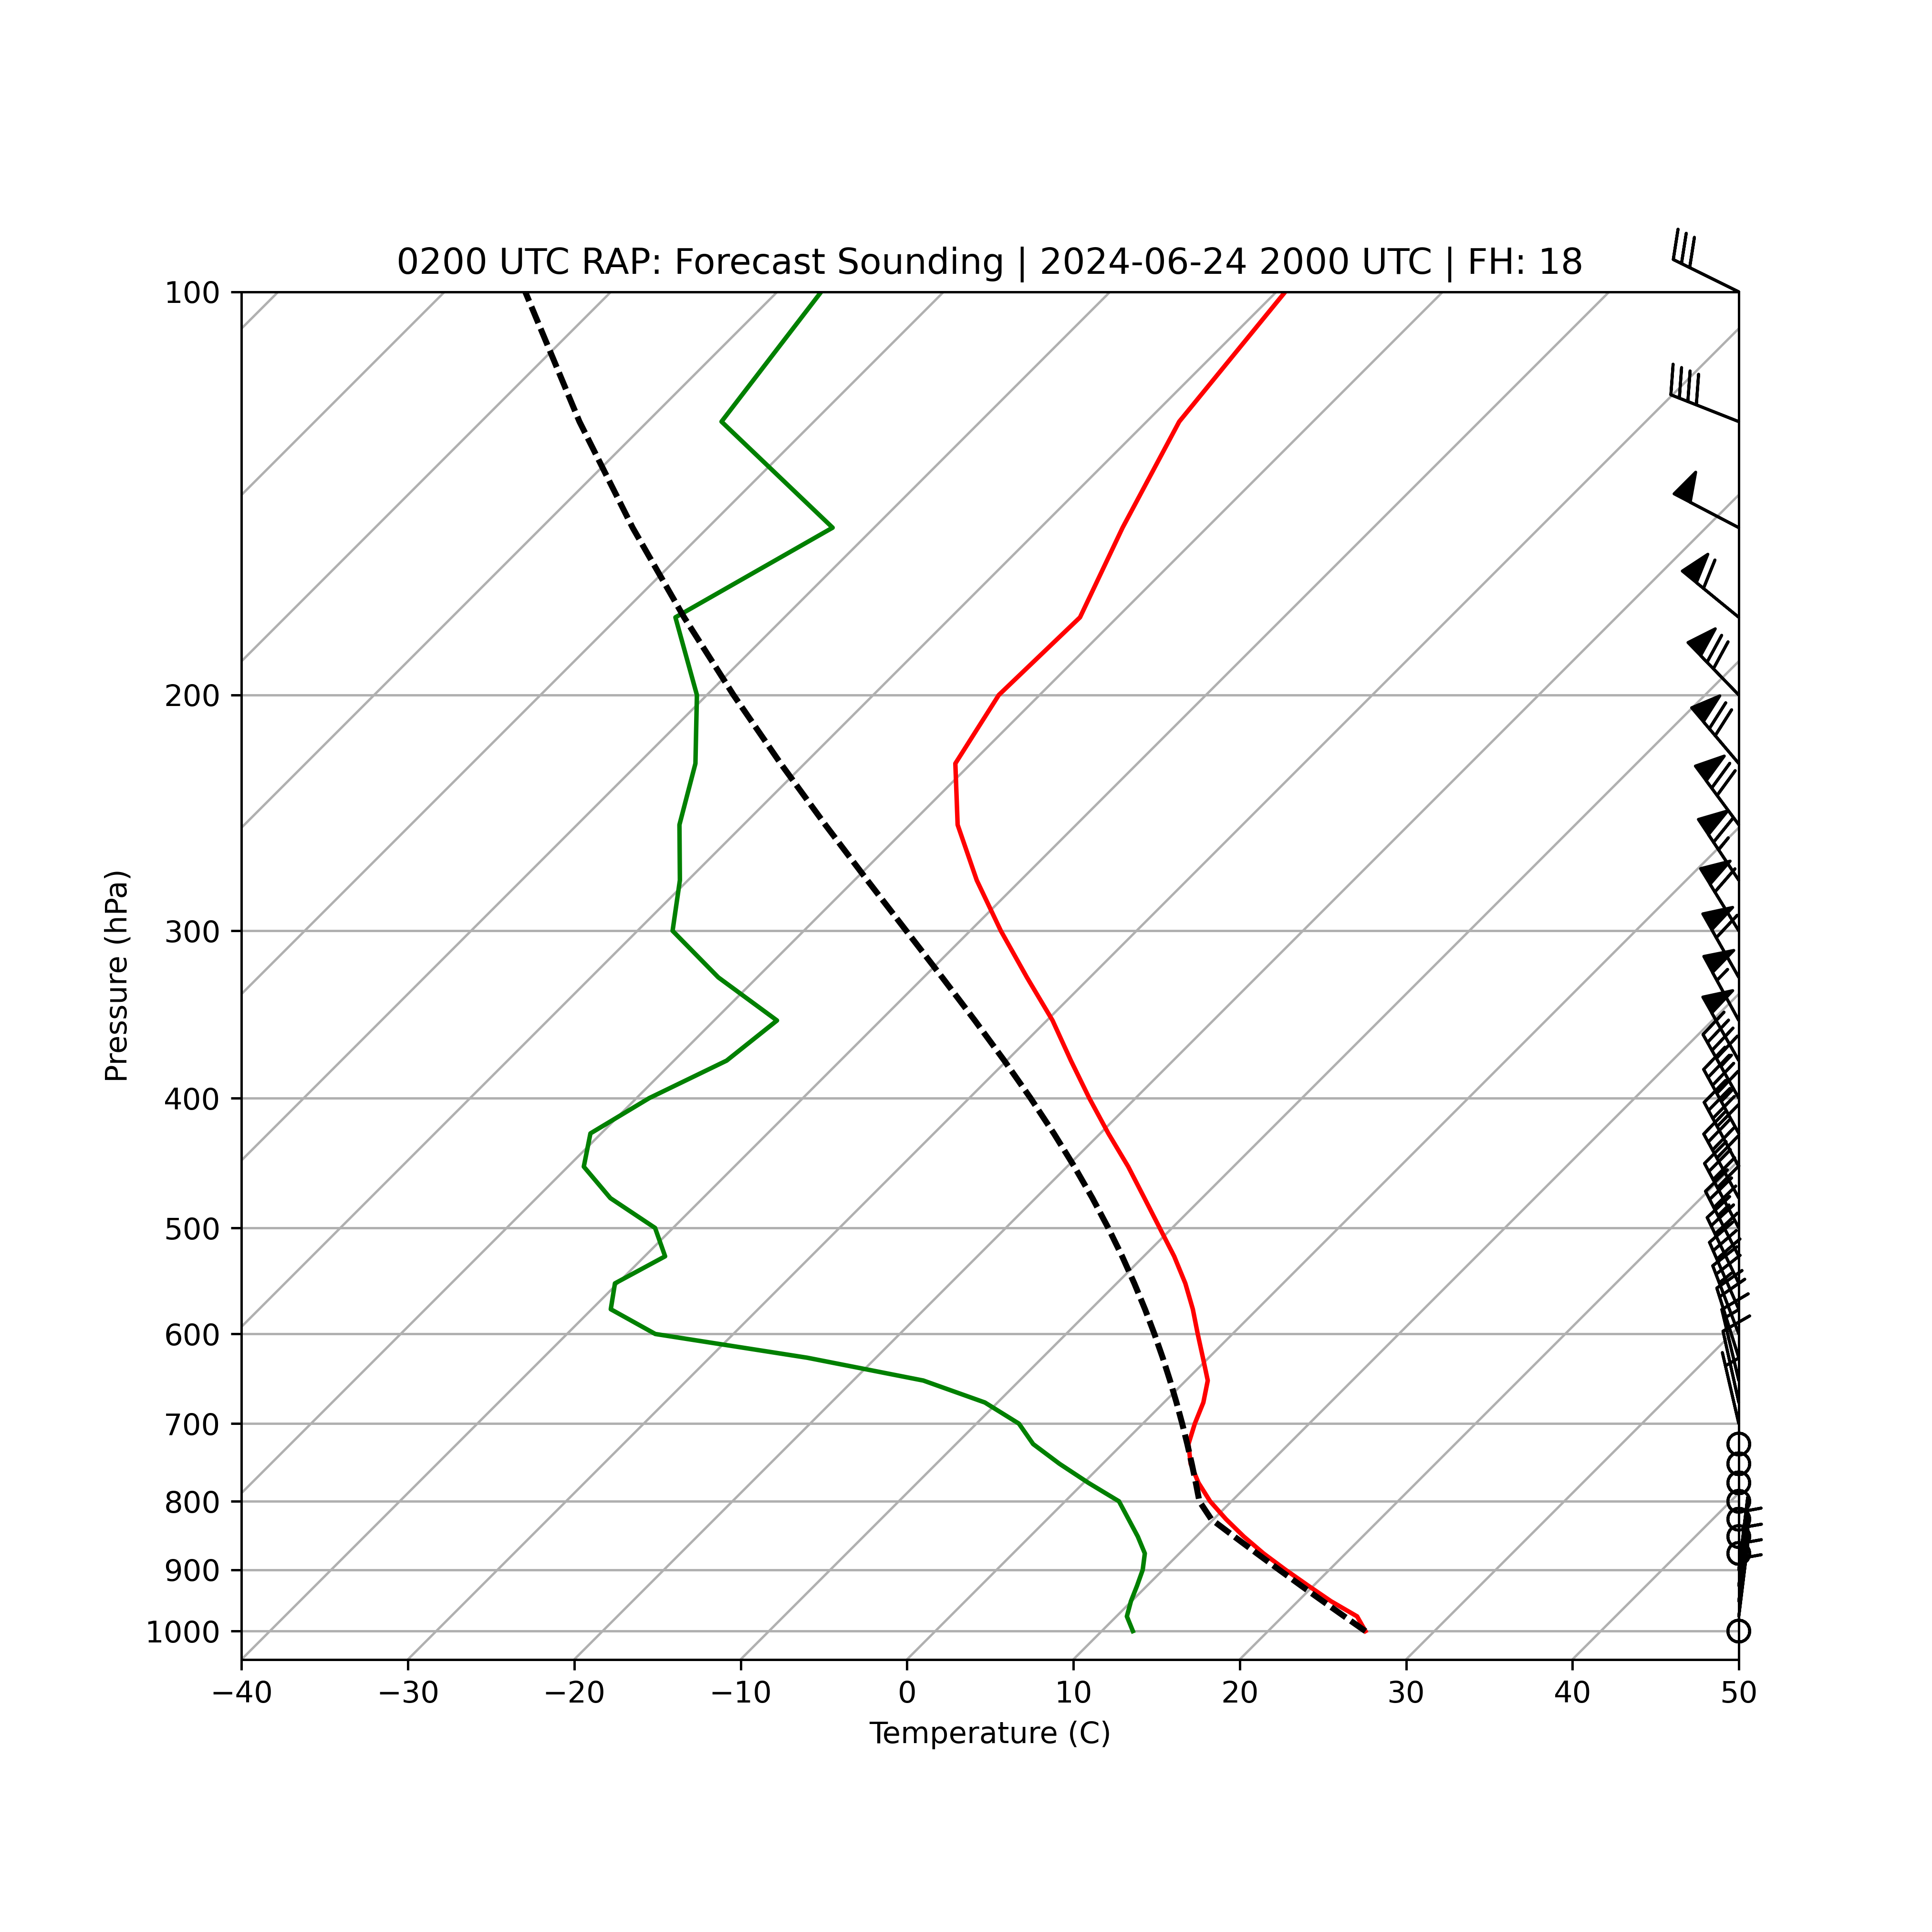 0200 UTC RAP: Forecast Sounding | 2024-06-24 2000 UTC | FH: 18
100
200
300
400
500
600
700
800
900
1000
Pressure (hPa)
−40 −30 −20 −10 0 10 20 30 40 50
Temperature (C)